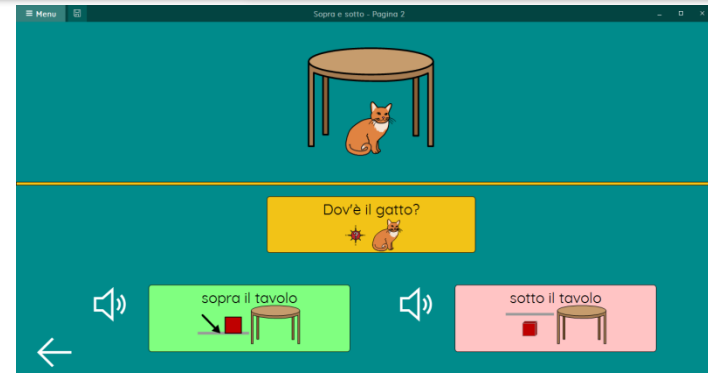 Menu
Sopra e sotto - Pagina 2
Dov'è il gatto?
sopra il tavolo
sotto il tavolo